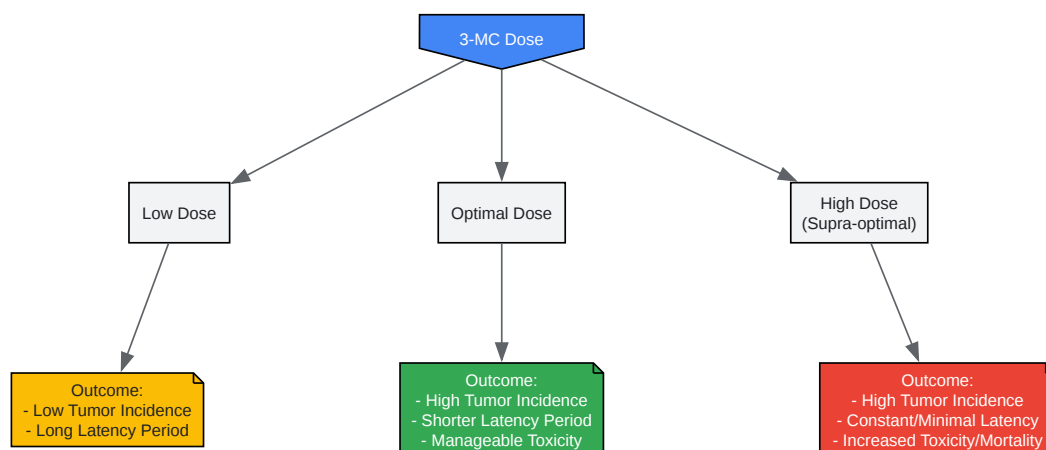 3-MC Dose
Low Dose
Optimal Dose
High Dose
(Supra-optimal)
Outcome:
- Low Tumor Incidence
- Long Latency Period
Outcome:
- High Tumor Incidence
- Shorter Latency Period
- Manageable Toxicity
Outcome:
- High Tumor Incidence
- Constant/Minimal Latency
- Increased Toxicity/Mortality